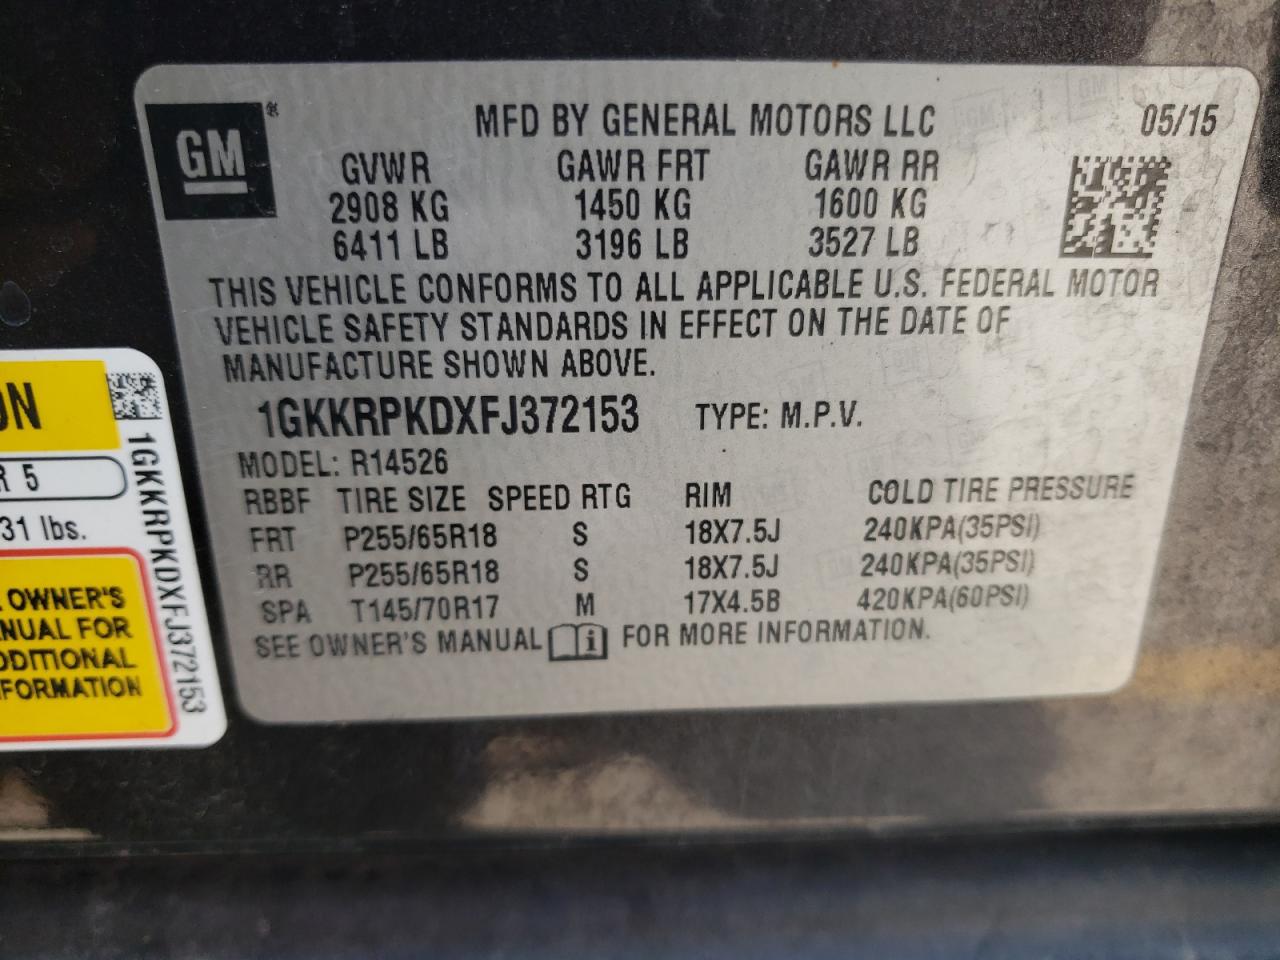 GM
MFD BY GENERAL MOTORS LLC 05/15
GVWR GAWR FRT GAWR RR
2908 KG 1450 KG 1600 KG
6411 LB 3196 LB 3527 LB
THIS VEHICLE CONFORMS TO ALL APPLICABLE U.S. FEDERAL MOTOR
VEHICLE SAFETY STANDARDS IN EFFECT ON THE DATE OF
MANUFACTURE SHOWN ABOVE.
1GKKRPKDXFJ372153 TYPE: M.P.V.
MODEL: R14526
RBBF TIRE SIZE SPEED RTG RIM COLD TIRE PRESSURE
FRT P255/65R18 S 18X7.5J 240KPA(35PSI)
RR P255/65R18 S 18X7.5J 240KPA(35PSI)
SPA T145/70R17 M 17X4.5B 420KPA(60PSI)
SEE OWNER'S MANUAL i FOR MORE INFORMATION.
R 5
31 lbs.
OWNER'S
FOR
1GKKRPKDXFJ372153